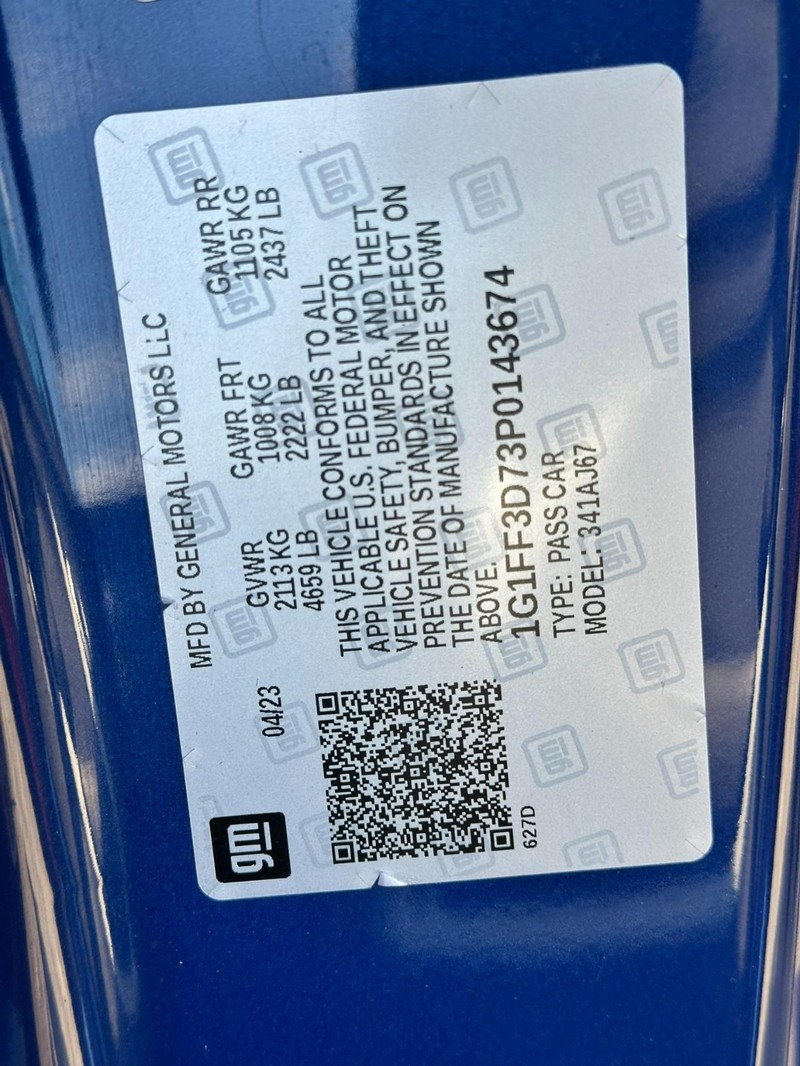 gm
MFD BY GENERAL MOTORS LLC
04/23
GVWR GAWR FRT GAWR RR
2113 KG 1008 KG 1105 KG
4659 LB 2222 LB 2437 LB
THIS VEHICLE CONFORMS TO ALL
APPLICABLE U.S. FEDERAL MOTOR
VEHICLE SAFETY, BUMPER, AND THEFT
PREVENTION STANDARDS IN EFFECT ON
THE DATE OF MANUFACTURE SHOWN
ABOVE.
1G1FF3D73P0143674
TYPE: PASS CAR
MODEL: 341AJ67
627D